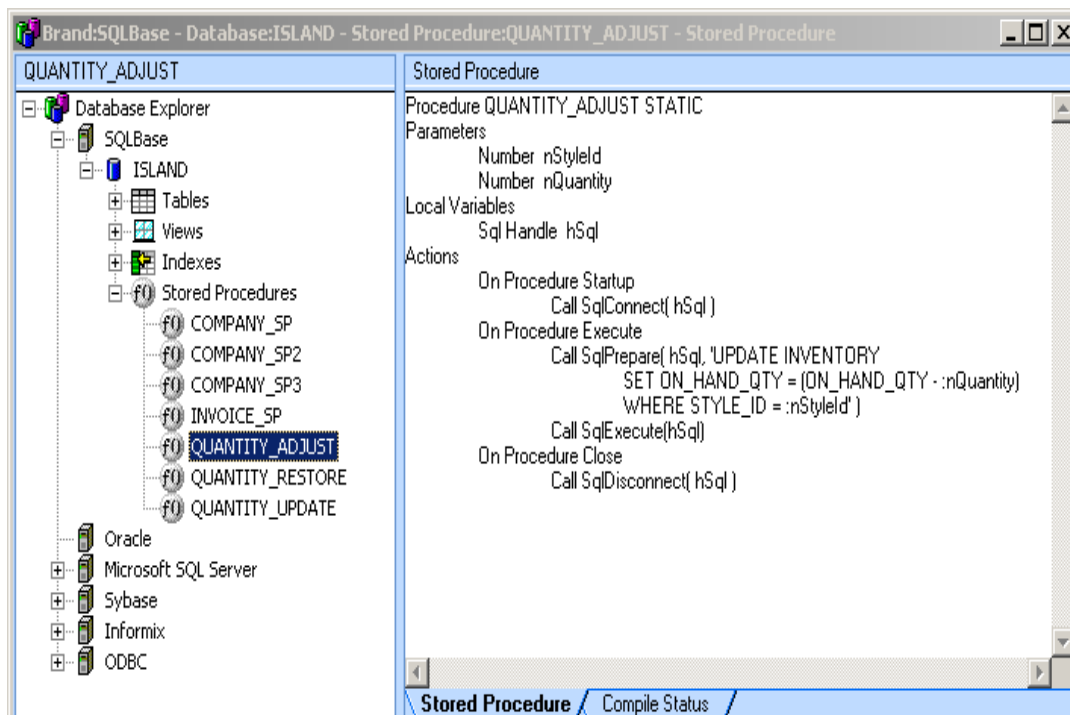 Brand:SQLBase - Database:ISLAND - Stored Procedure:QUANTITY_ADJUST - Stored Procedure
QUANTITY_ADJUST
Database Explorer
SQLBase
ISLAND
Tables
Views
Indexes
f() Stored Procedures
f() COMPANY_SP
f() COMPANY_SP2
f() COMPANY_SP3
f() INVOICE_SP
f() QUANTITY_ADJUST
f() QUANTITY_RESTORE
f() QUANTITY_UPDATE
Oracle
Microsoft SQL Server
Sybase
Informix
ODBC
Stored Procedure
Procedure QUANTITY_ADJUST STATIC
Parameters
Number nStyleId
Number nQuantity
Local Variables
Sql Handle hSql
Actions
On Procedure Startup
Call SqlConnect( hSql )
On Procedure Execute
Call SqlPrepare( hSql, 'UPDATE INVENTORY
SET ON_HAND_QTY = (ON_HAND_QTY - :nQuantity)
WHERE STYLE_ID = :nStyleId' )
Call SqlExecute(hSql)
On Procedure Close
Call SqlDisconnect( hSql )
Stored Procedure
Compile Status